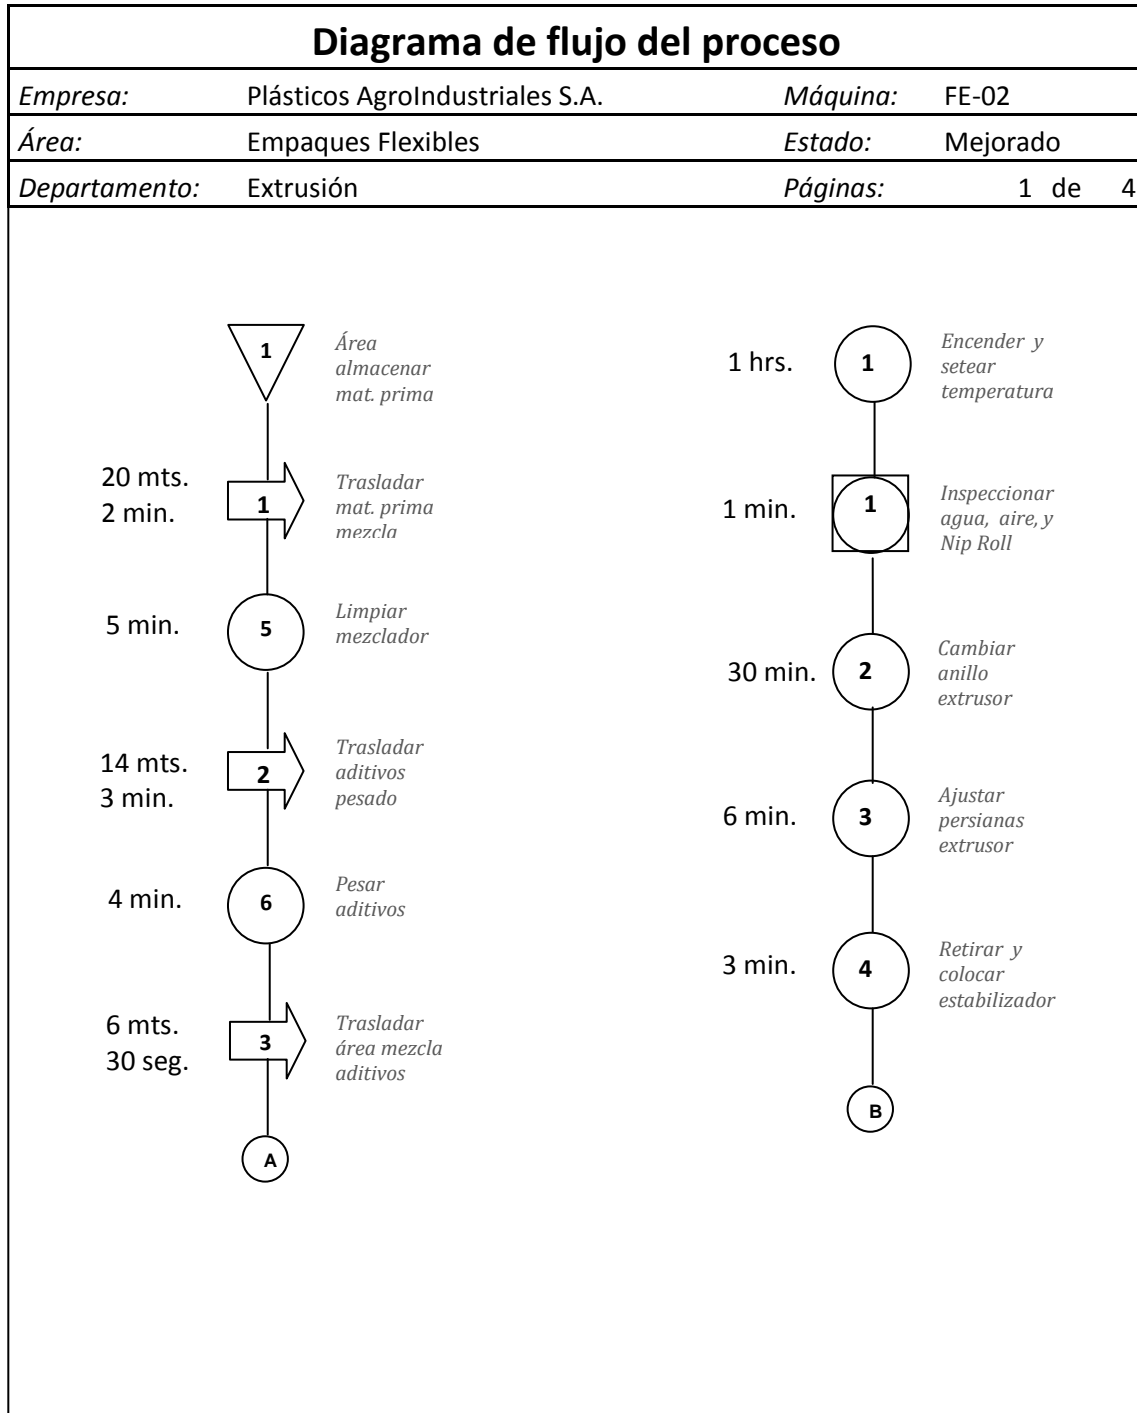 Diagrama de flujo del proceso
Empresa: Plásticos AgroIndustriales S.A. Máquina: FE-02
Área: Empaques Flexibles Estado: Mejorado
Departamento: Extrusión Páginas: 1 de 4
1
Área
almacenar
mat. prima
20 mts.
2 min.
1
Trasladar
mat. prima
mezcla
5 min.
5
Limpiar
mezclador
14 mts.
3 min.
2
Trasladar
aditivos
pesado
4 min.
6
Pesar
aditivos
6 mts.
30 seg.
3
Trasladar
área mezcla
aditivos
A
1 hrs.
1
Encender y
setear
temperatura
1 min.
1
Inspeccionar
agua, aire, y
Nip Roll
30 min.
2
Cambiar
anillo
extrusor
6 min.
3
Ajustar
persianas
extrusor
3 min.
4
Retirar y
colocar
estabilizador
B